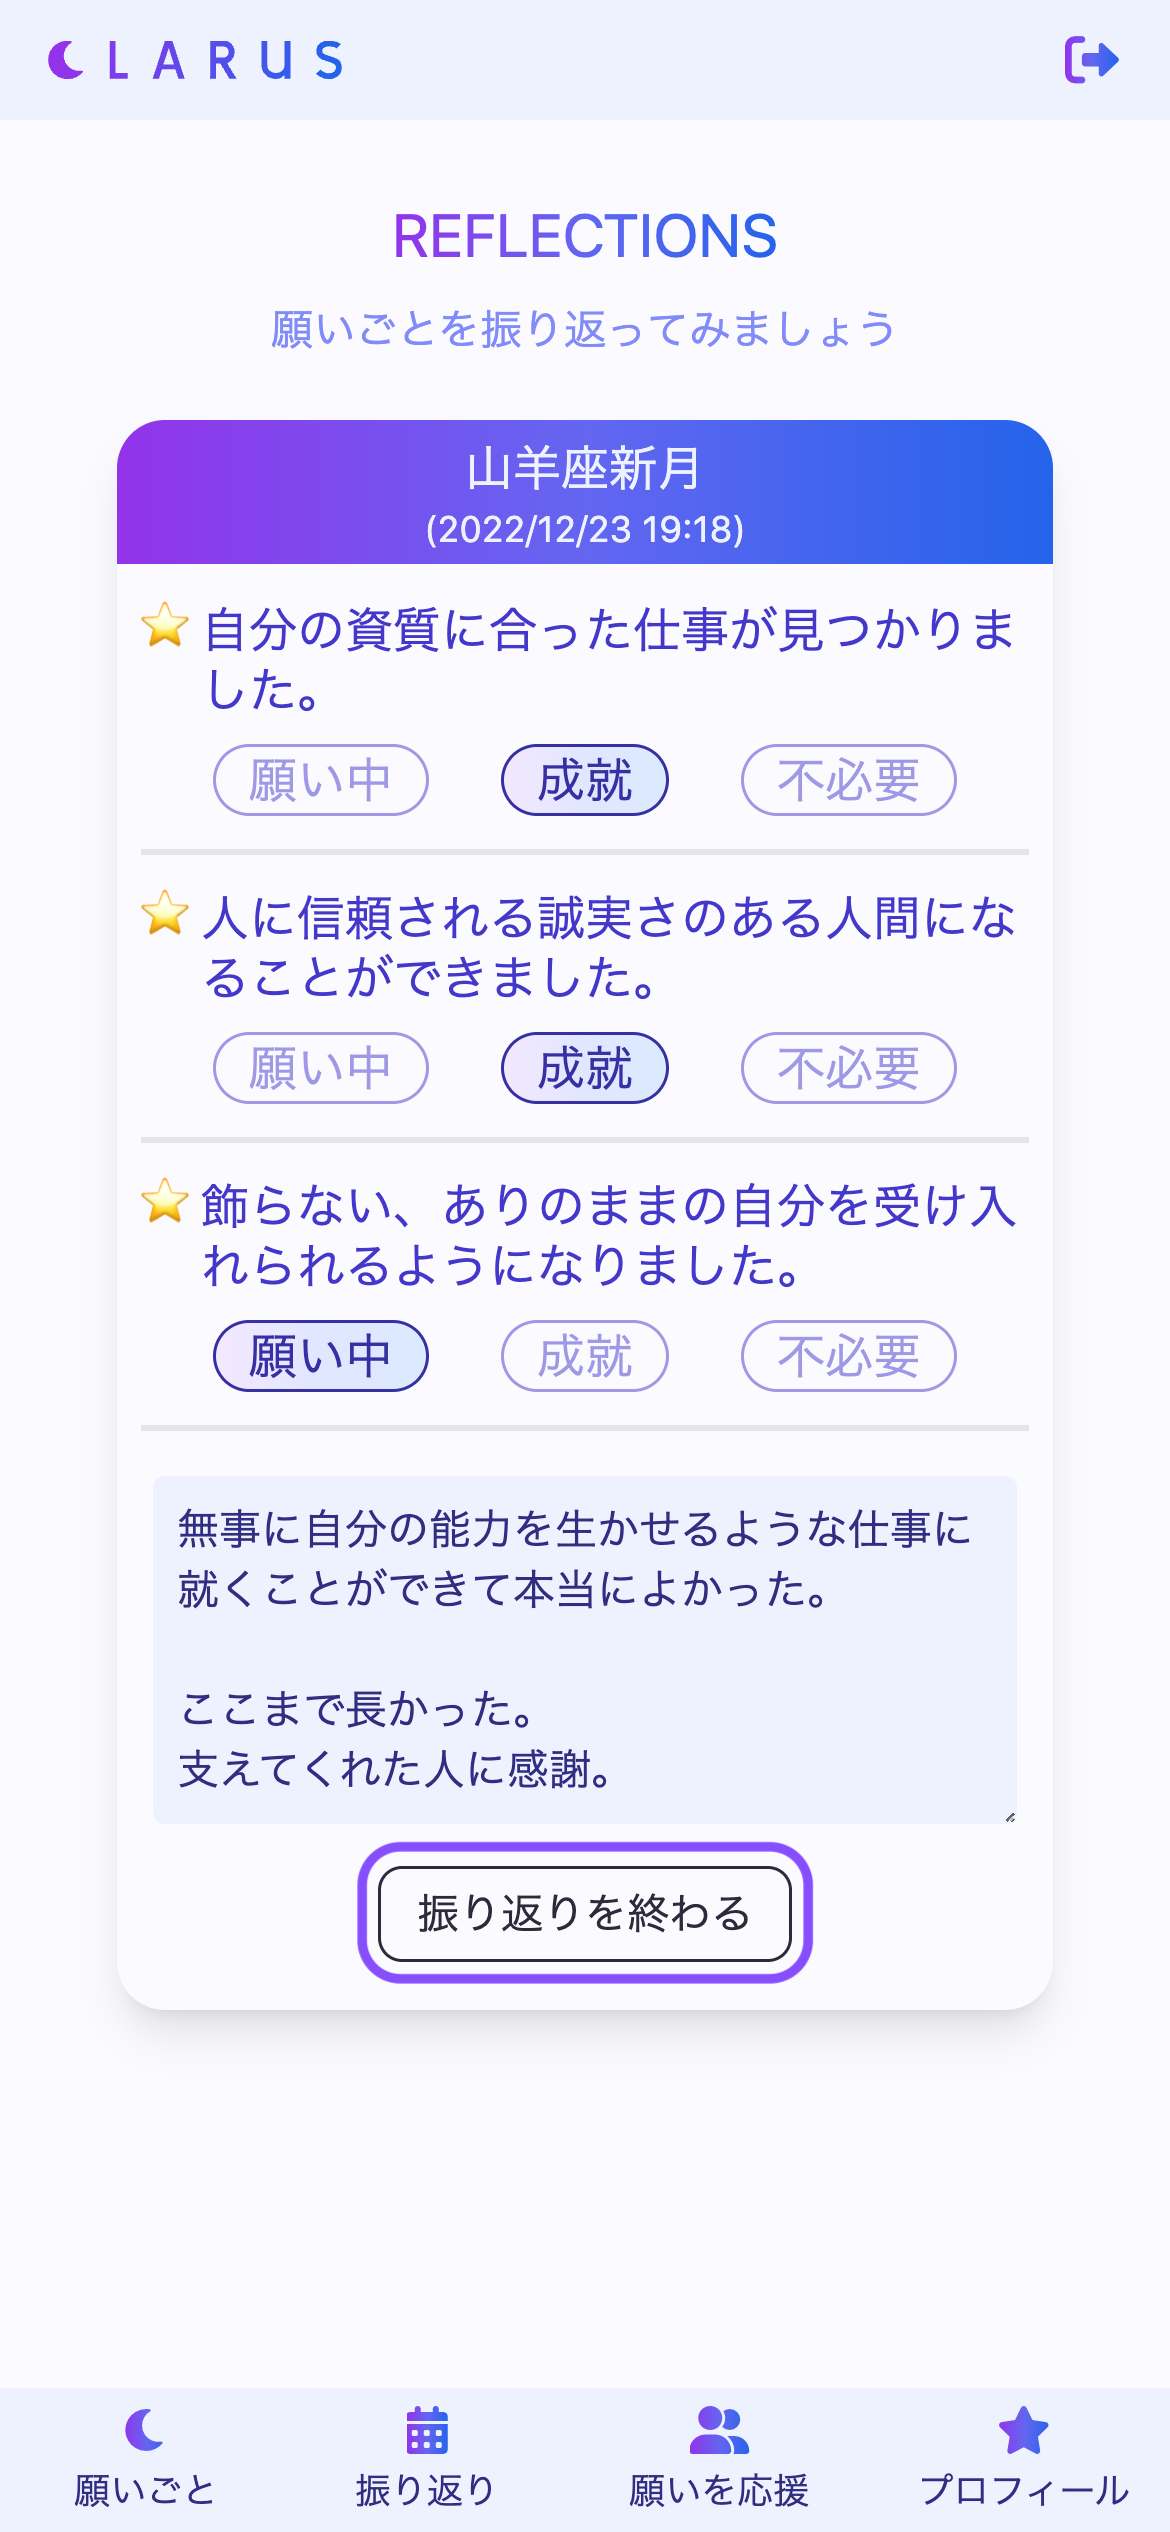 LARUS
REFLECTIONS
願いごとを振り返ってみましょう
山羊座新月
(2022/12/23 19:18)
自分の資質に合った仕事が見つかりま
した。
願い中 成就 不必要
人に信頼される誠実さのある人間にな
ることができました。
願い中 成就 不必要
飾らない、ありのままの自分を受け入
れられるようになりました。
願い中 成就 不必要
無事に自分の能力を生かせるような仕事に
就くことができて本当によかった。
ここまで長かった。
支えてくれた人に感謝。
振り返りを終わる
願いごと 振り返り 願いを応援 プロフィール